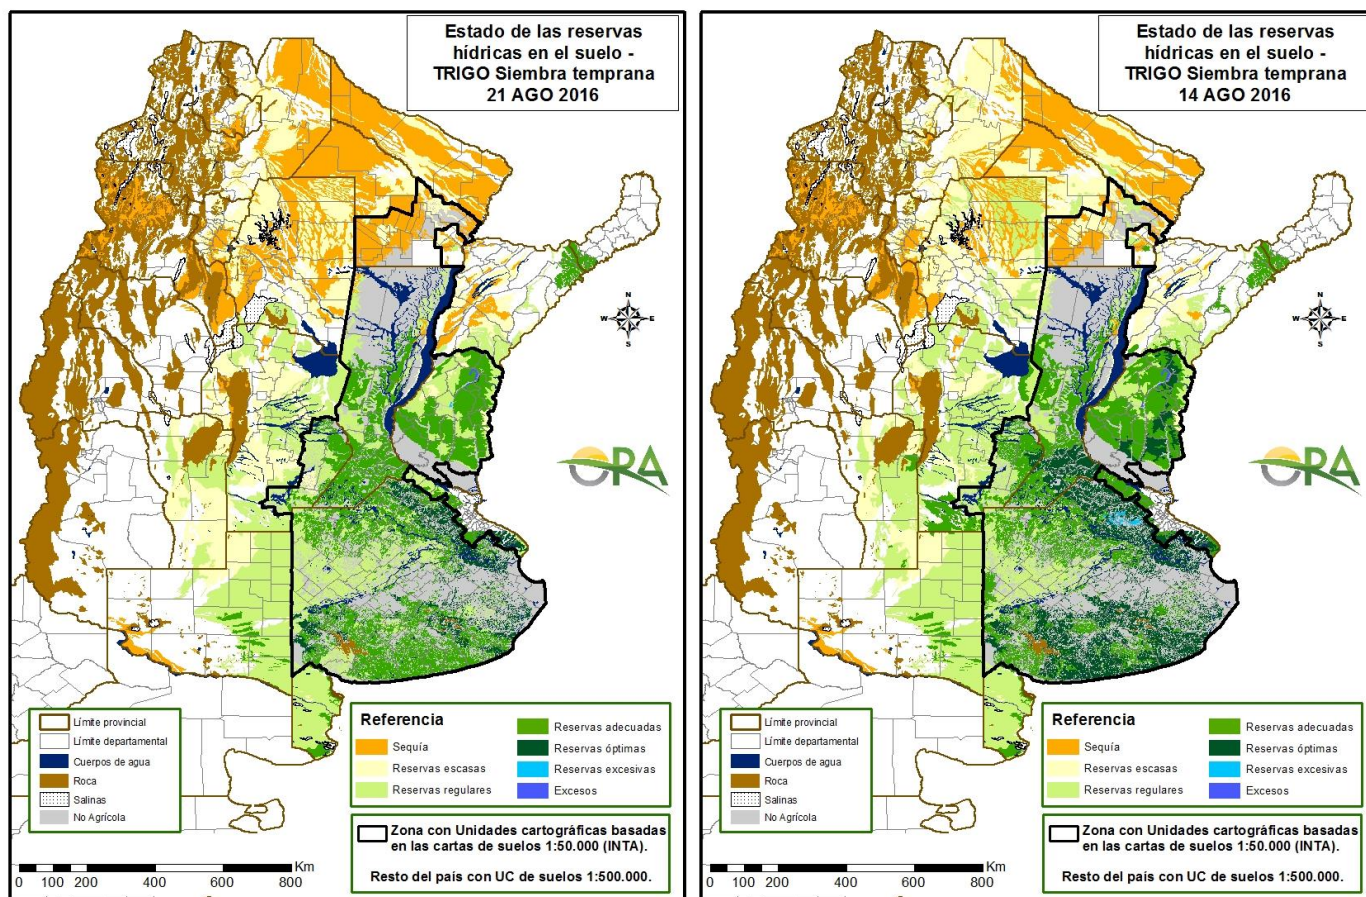 Estado de las reservas
hídricas en el suelo -
TRIGO Siembra temprana
21 AGO 2016
N
W E
S
ORA
Límite provincial
Límite departamental
Cuerpos de agua
Roca
Salinas
No Agrícola
Referencia
Sequía
Reservas escasas
Reservas regulares
Reservas adecuadas
Reservas óptimas
Reservas excesivas
Excesos
Zona con Unidades cartográficas basadas
en las cartas de suelos 1:50.000 (INTA).
Resto del país con UC de suelos 1:500.000.
Km
0 100 200 400 600 800
Estado de las reservas
hídricas en el suelo -
TRIGO Siembra temprana
14 AGO 2016
N
W E
S
ORA
Límite provincial
Límite departamental
Cuerpos de agua
Roca
Salinas
No Agrícola
Referencia
Sequía
Reservas escasas
Reservas regulares
Reservas adecuadas
Reservas óptimas
Reservas excesivas
Excesos
Zona con Unidades cartográficas basadas
en las cartas de suelos 1:50.000 (INTA).
Resto del país con UC de suelos 1:500.000.
Km
0 100 200 400 600 800